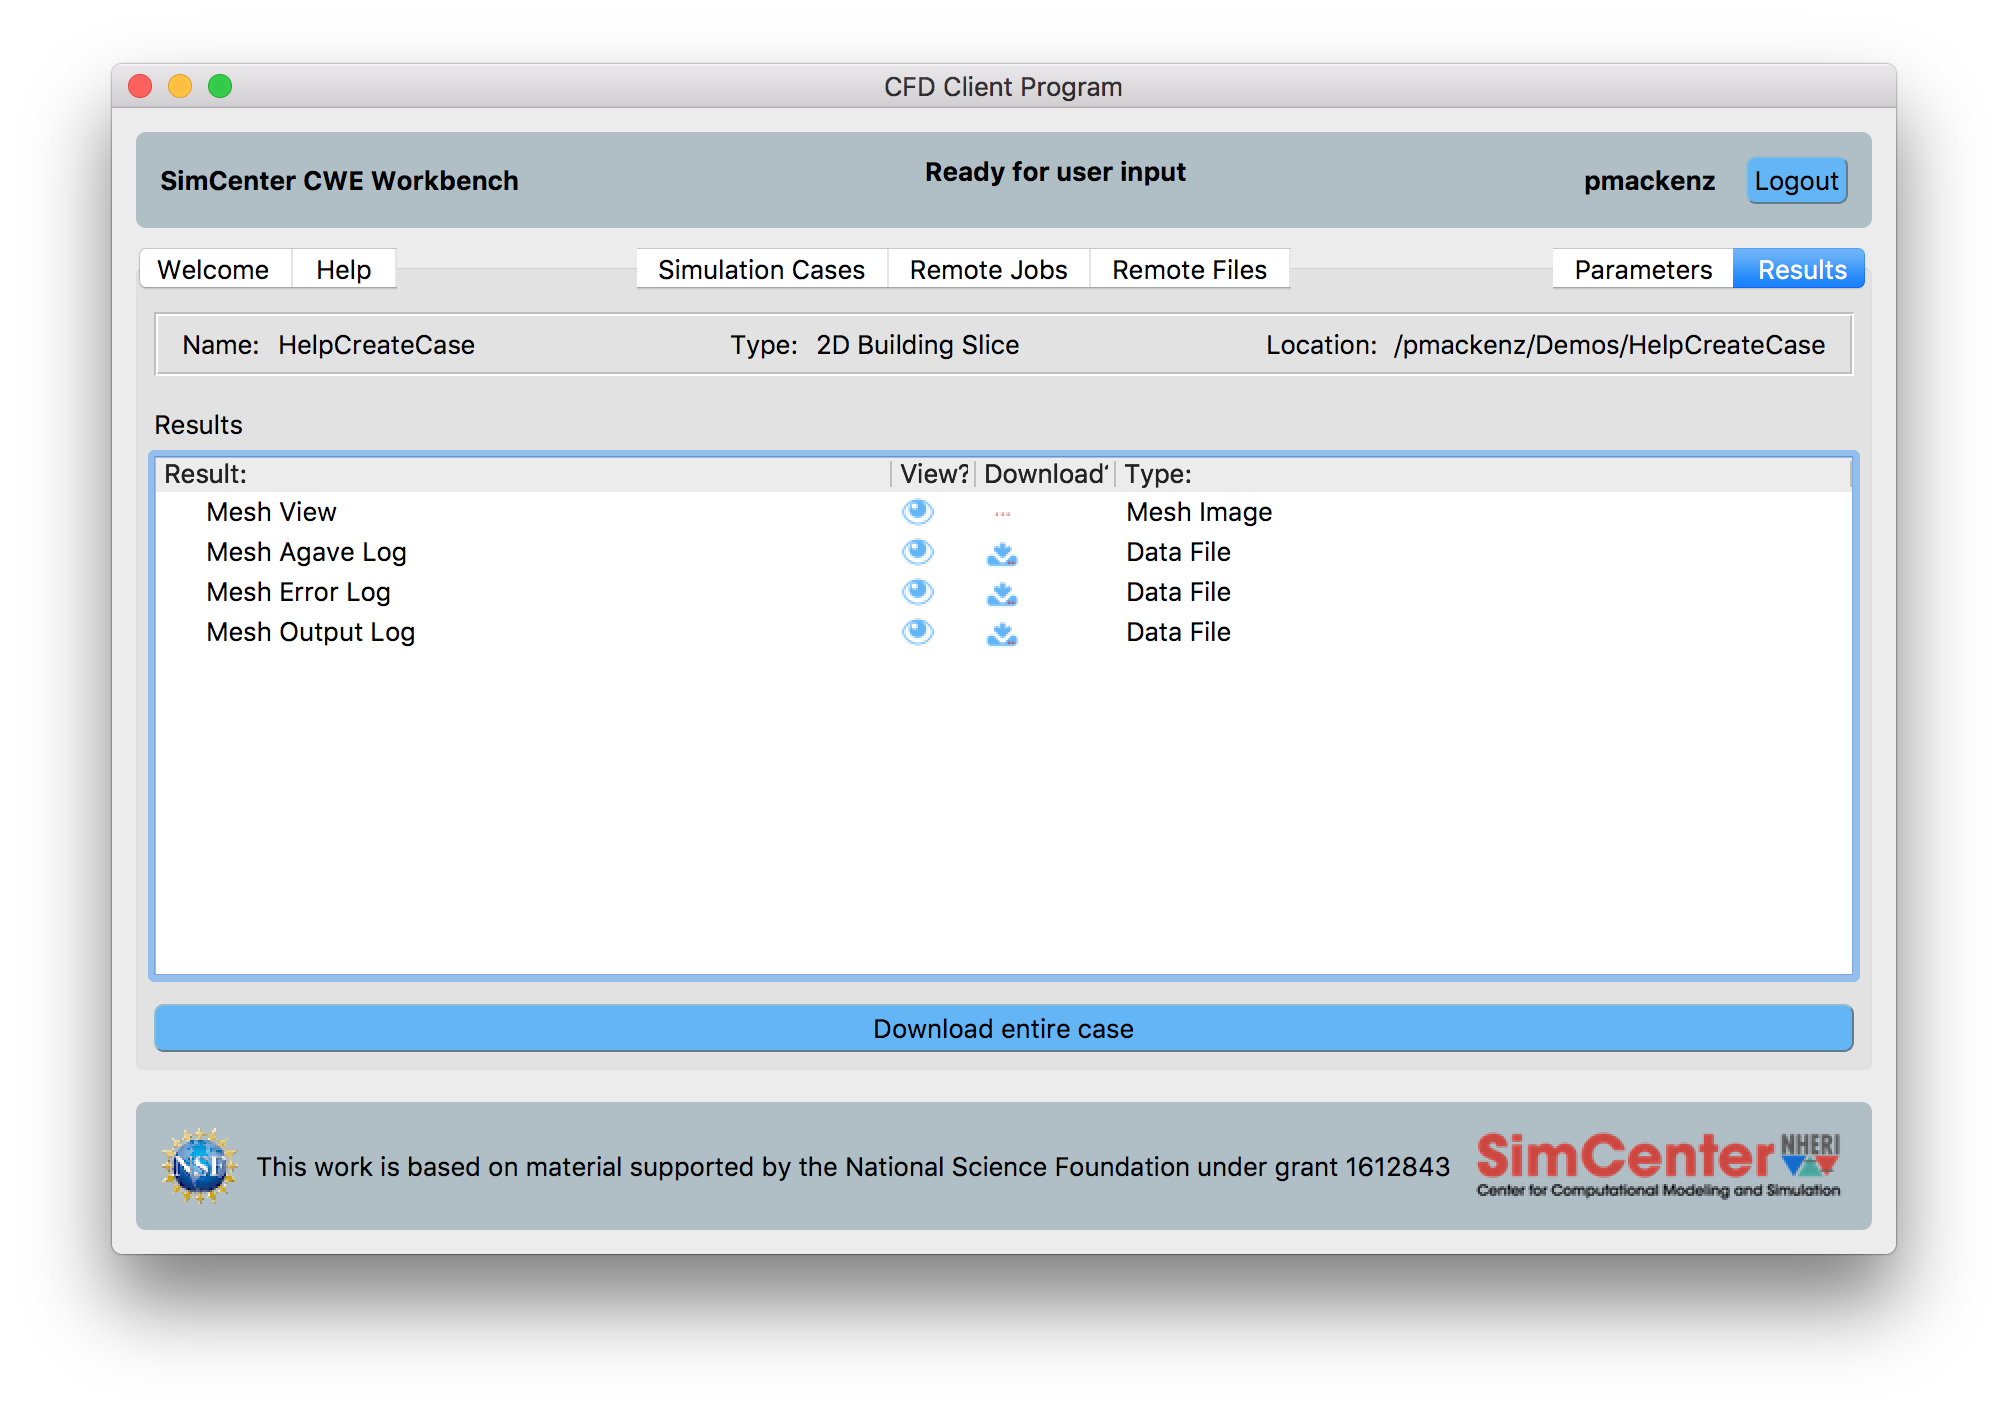 CFD Client Program
SimCenter CWE Workbench
Ready for user input
pmackenz
Logout
Welcome
Help
Simulation Cases
Remote Jobs
Remote Files
Parameters
Results
Name: HelpCreateCase
Type: 2D Building Slice
Location: /pmackenz/Demos/HelpCreateCase
Results
Result: View? Download? Type:
Mesh View ... Mesh Image
Mesh Agave Log Data File
Mesh Error Log Data File
Mesh Output Log Data File
Download entire case
NSF
This work is based on material supported by the National Science Foundation under grant 1612843
SimCenter NHERI
Center for Computational Modeling and Simulation